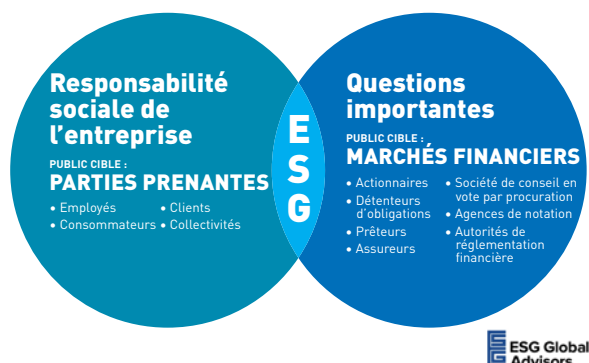 Responsabilité
sociale de
l’entreprise
PUBLIC CIBLE :
PARTIES PRENANTES
• Employés
• Consommateurs
• Clients
• Collectivités
E
S
G
Questions
importantes
PUBLIC CIBLE :
MARCHÉS FINANCIERS
• Actionnaires
• Détenteurs
d’obligations
• Prêteurs
• Assureurs
• Société de conseil en
vote par procuration
• Agences de notation
• Autorités de
réglementation
financière
ESG Global
Advisors